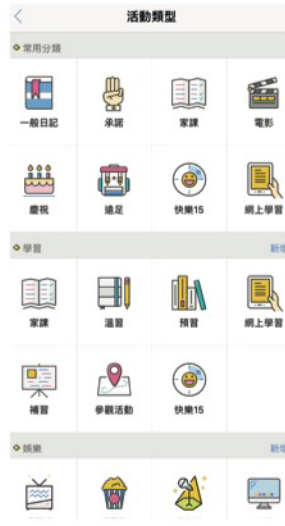 活動類型
常用分類
一般日記 承諾 家課 電影
慶祝 遠足 快樂15 網上學習
學習 新增
家課 溫習 預習 網上學習
補習 參觀活動 快樂15
娛樂 新增